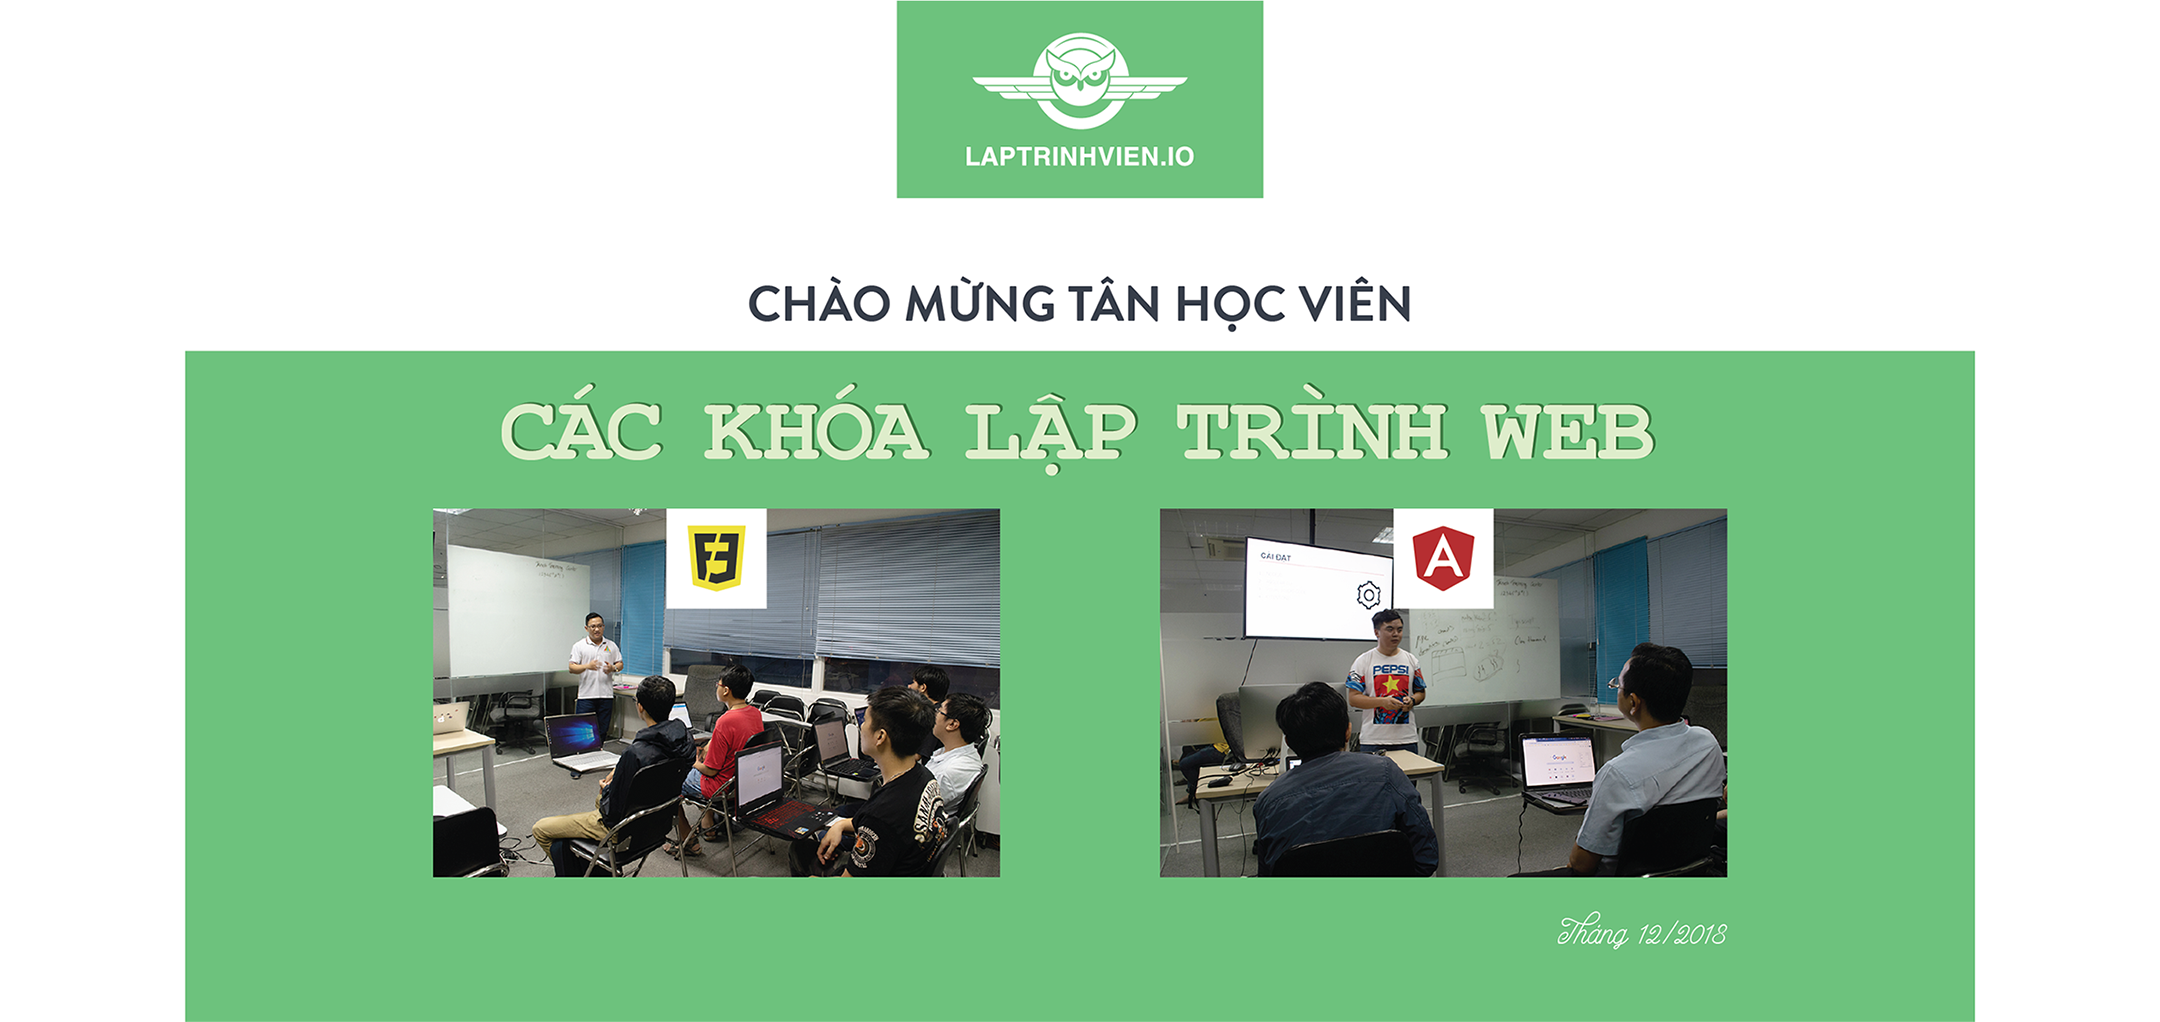 LAPTRINHVIEN.IO
CHÀO MỪNG TÂN HỌC VIÊN
CÁC KHÓA LẬP TRÌNH WEB
CÀI ĐẶT
PEPSI
Google
Tháng 12/2018